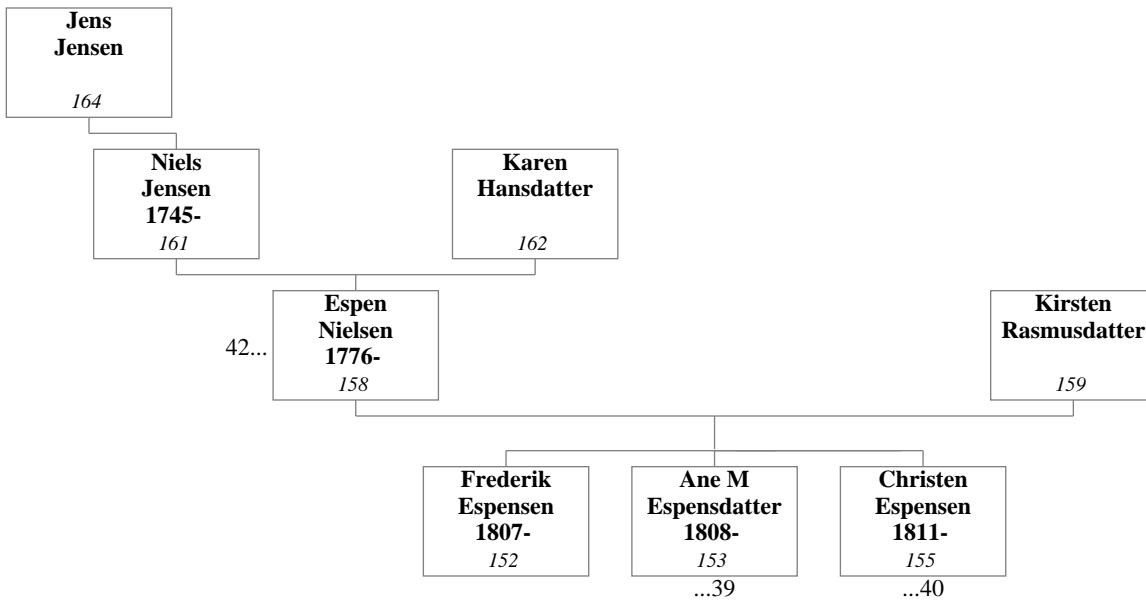 Jens
Jensen
164
Niels
Jensen
1745-
161
Karen
Hansdatter
162
42...
Espen
Nielsen
1776-
158
Kirsten
Rasmusdatter
159
Frederik
Espensen
1807-
152
Ane M
Espensdatter
1808-
153
...39
Christen
Espensen
1811-
155
...40